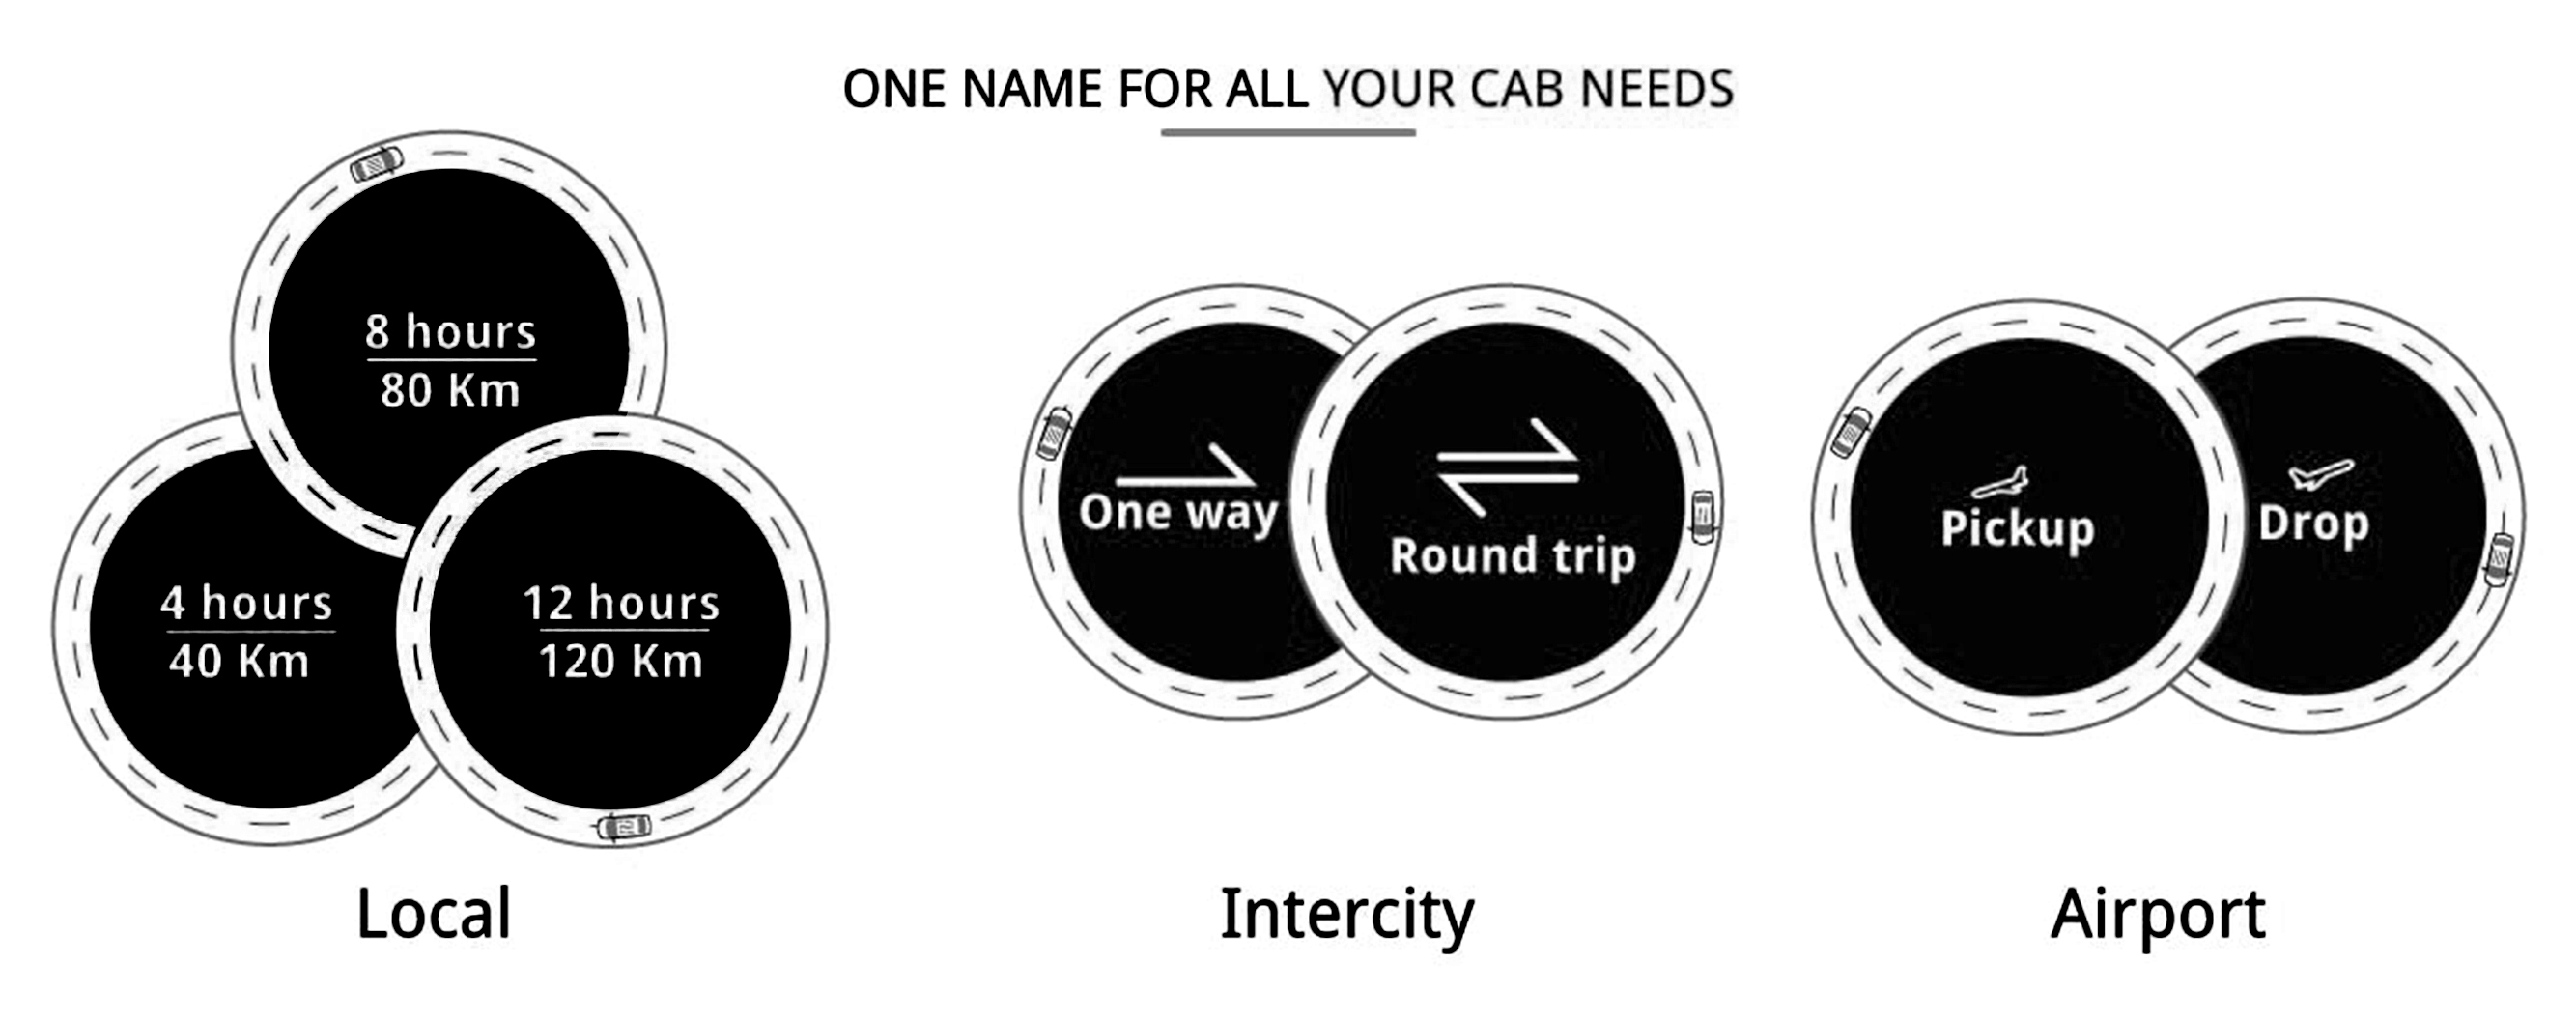 ONE NAME FOR ALL YOUR CAB NEEDS
8 hours
80 Km
4 hours
40 Km
12 hours
120 Km
Local
One way
Round trip
Intercity
Pickup
Drop
Airport